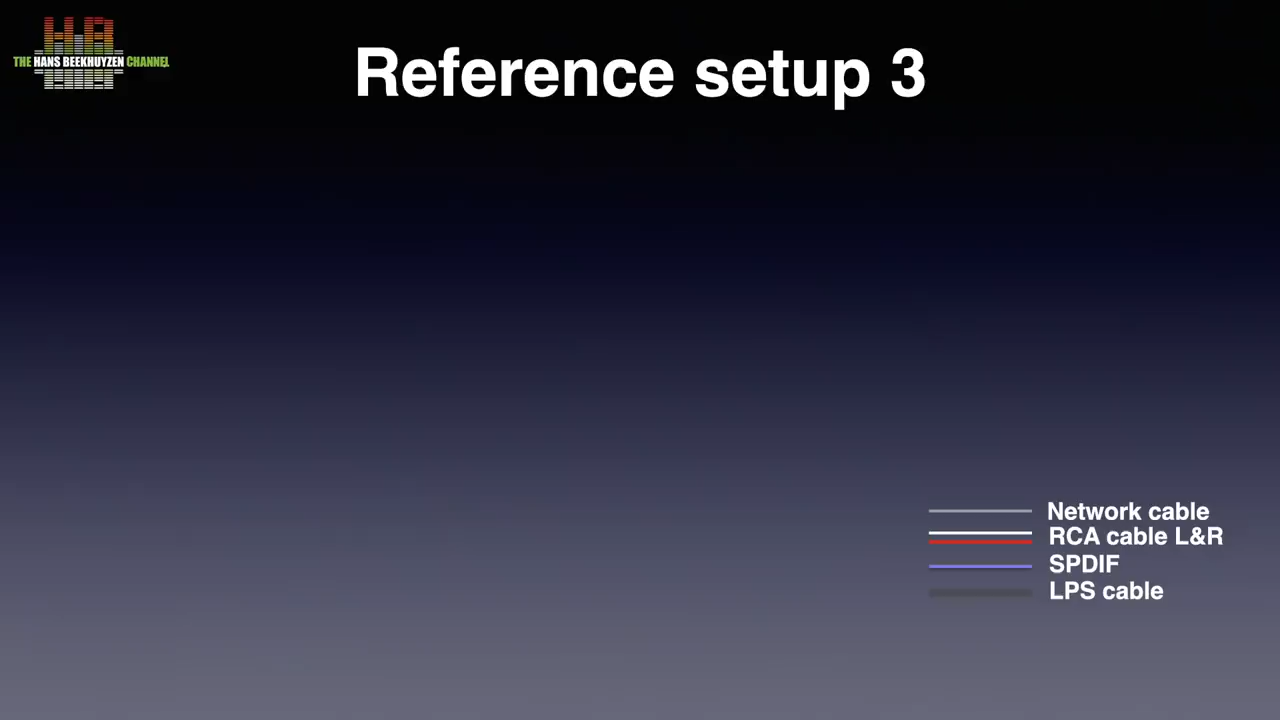 THE HANS BEEKHUYZEN CHANNEL
Reference setup 3
Network cable
RCA cable L&R
SPDIF
LPS cable